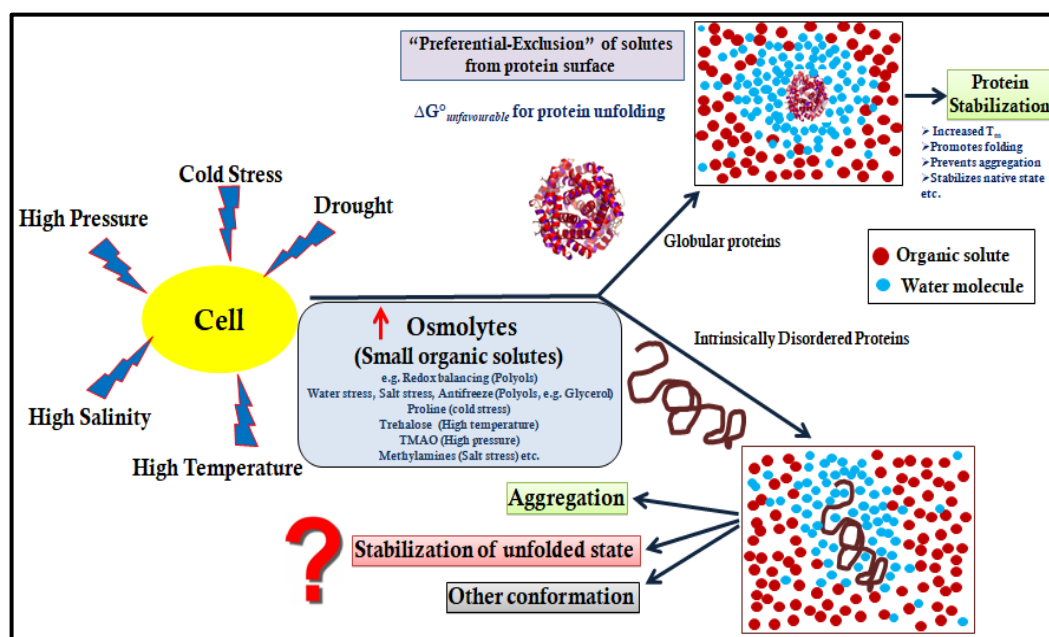 “Preferential-Exclusion” of solutes
from protein surface
ΔG°unfavourable for protein unfolding
Protein
Stabilization
➢ Increased Tm
➢ Promotes folding
➢ Prevents aggregation
➢ Stabilizes native state
etc.
Cold Stress
High Pressure
Drought
Cell
High Salinity
High Temperature
Globular proteins
Organic solute
Water molecule
Osmolytes
(Small organic solutes)
e.g. Redox balancing (Polyols)
Water stress, Salt stress, Antifreeze (Polyols, e.g. Glycerol)
Proline (cold stress)
Trehalose (High temperature)
TMAO (High pressure)
Methylamines (Salt stress) etc.
Intrinsically Disordered Proteins
?
Aggregation
Stabilization of unfolded state
Other conformation